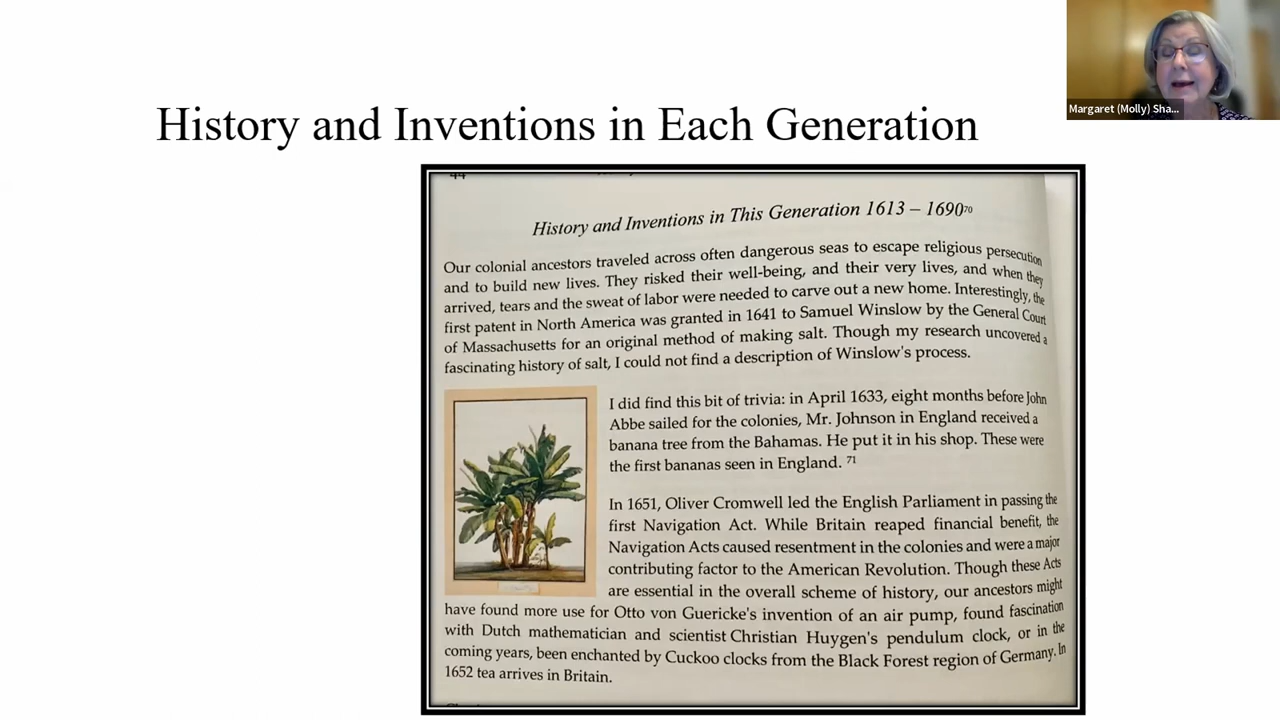 Margaret (Molly) Sha...
History and Inventions in Each Generation
44
History and Inventions in This Generation 1613 – 1690⁷⁰
Our colonial ancestors traveled across often dangerous seas to escape religious persecution
and to build new lives. They risked their well-being, and their very lives, and when they
arrived, tears and the sweat of labor were needed to carve out a new home. Interestingly, the
first patent in North America was granted in 1641 to Samuel Winslow by the General Court
of Massachusetts for an original method of making salt. Though my research uncovered a
fascinating history of salt, I could not find a description of Winslow's process.
I did find this bit of trivia: in April 1633, eight months before John
Abbe sailed for the colonies, Mr. Johnson in England received a
banana tree from the Bahamas. He put it in his shop. These were
the first bananas seen in England. ⁷¹
In 1651, Oliver Cromwell led the English Parliament in passing the
first Navigation Act. While Britain reaped financial benefit, the
Navigation Acts caused resentment in the colonies and were a major
contributing factor to the American Revolution. Though these Acts
are essential in the overall scheme of history, our ancestors might
have found more use for Otto von Guericke's invention of an air pump, found fascination
with Dutch mathematician and scientist Christian Huygen's pendulum clock, or in the
coming years, been enchanted by Cuckoo clocks from the Black Forest region of Germany. In
1652 tea arrives in Britain.